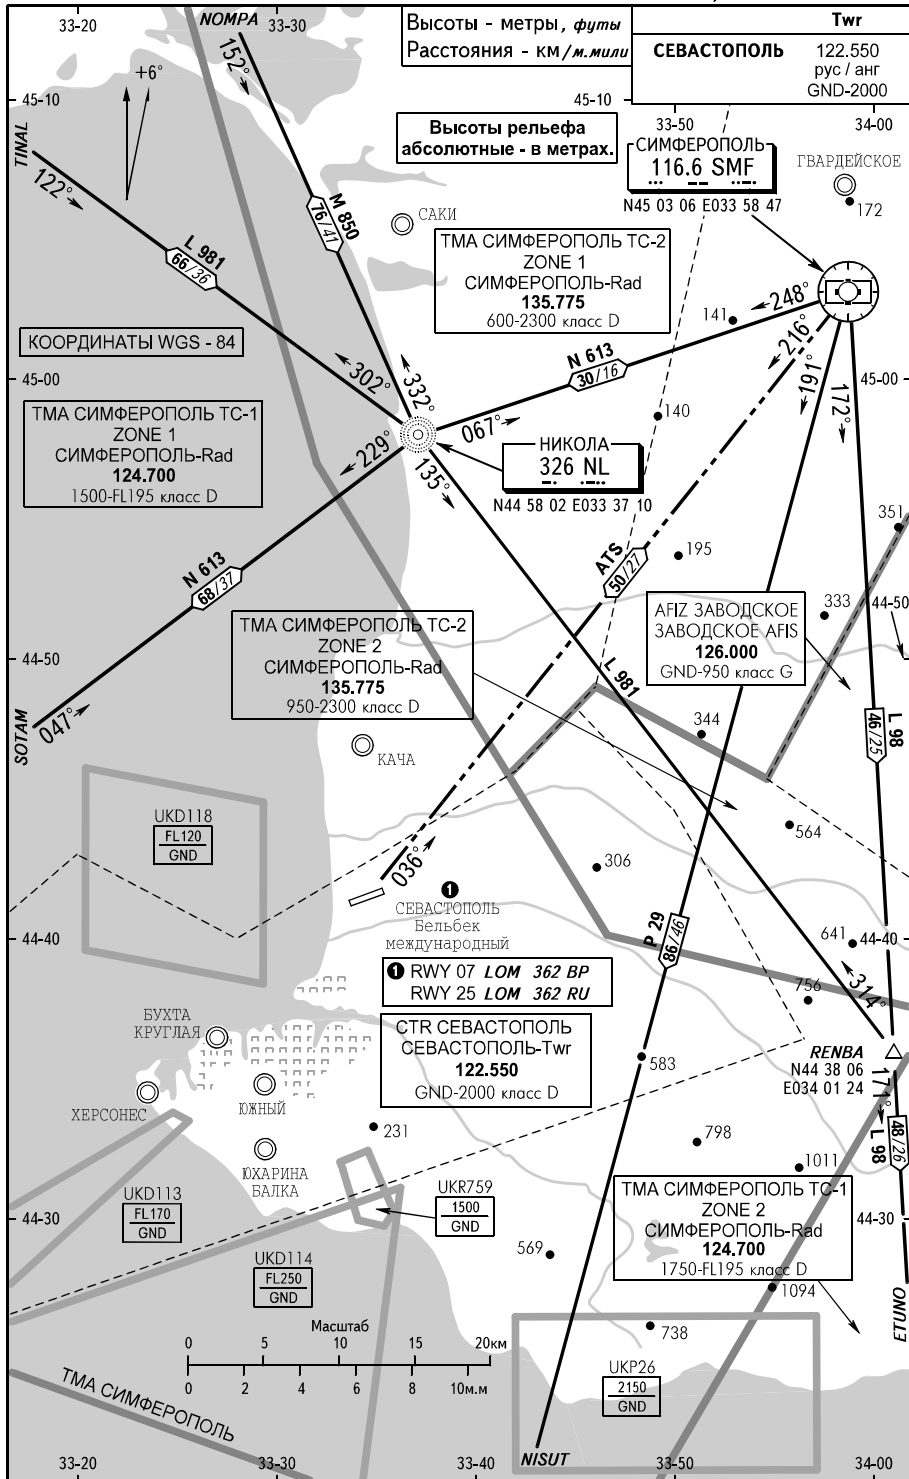 33-20
NOMPA
33-30
Высоты - метры, футы
Расстояния - км/м.мили
Twr
СЕВАСТОПОЛЬ
122.550
рус / анг
GND-2000
152°
+6°
45-10
45-10
33-50
34-00
TINAL
122°
Высоты рельефа
абсолютные - в метрах.
СИМФЕРОПОЛЬ
116.6 SMF
N45 03 06 E033 58 47
ГВАРДЕЙСКОЕ
172
M 850
76/41
САКИ
L 981
66/36
ТМА СИМФЕРОПОЛЬ ТС-2
ZONE 1
СИМФЕРОПОЛЬ-Rad
135.775
600-2300 класс D
248°
141
216°
191°
172°
КООРДИНАТЫ WGS - 84
N 613
30/16
302°
332°
45-00
45-00
ТМА СИМФЕРОПОЛЬ ТС-1
ZONE 1
СИМФЕРОПОЛЬ-Rad
124.700
1500-FL195 класс D
067°
140
229°
135°
НИКОЛА
326 NL
N44 58 02 E033 37 10
351
N 613
68/37
ATS
50/27
195
AFIZ ЗАВОДСКОЕ
ЗАВОДСКОЕ AFIS
126.000
GND-950 класс G
333
44-50
ТМА СИМФЕРОПОЛЬ ТС-2
ZONE 2
СИМФЕРОПОЛЬ-Rad
135.775
950-2300 класс D
44-50
L 981
SOTAM
047°
344
L 98
46/25
КАЧА
UKD118
FL120
GND
564
036°
306
1
СЕВАСТОПОЛЬ
Бельбек
международный
P 29
86/46
44-40
641
44-40
1 RWY 07 LOM 362 BP
RWY 25 LOM 362 RU
314°
756
БУХТА
КРУГЛАЯ
CTR СЕВАСТОПОЛЬ
СЕВАСТОПОЛЬ-Twr
122.550
GND-2000 класс D
583
RENBA
N44 38 06
E034 01 24
171°
ХЕРСОНЕС
ЮЖНЫЙ
231
798
L 98
48/26
ЮХАРИНА
БАЛКА
1011
UKD113
FL170
GND
UKR759
1500
GND
ТМА СИМФЕРОПОЛЬ ТС-1
ZONE 2
СИМФЕРОПОЛЬ-Rad
124.700
1750-FL195 класс D
44-30
44-30
569
UKD114
FL250
GND
1094
ETUNO
Масштаб
0 5 10 15 20км
0 2 4 6 8 10м.м
738
UKP26
2150
GND
ТМА СИМФЕРОПОЛЬ
NISUT
33-20
33-30
33-40
33-50
34-00